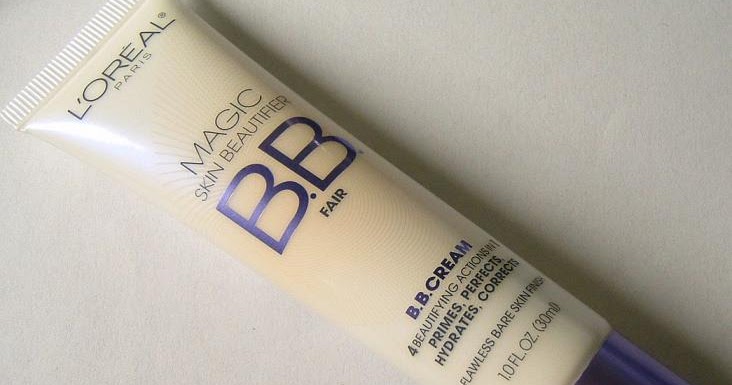 L'ORÉAL®
PARIS
MAGIC
SKIN BEAUTIFIER
B.B™
FAIR
B.B.CREAM
4 BEAUTIFYING ACTIONS IN 1
PRIMES, PERFECTS,
HYDRATES, CORRECTS
FLAWLESS BARE SKIN FINISH
1.0 FL. OZ. (30ml)